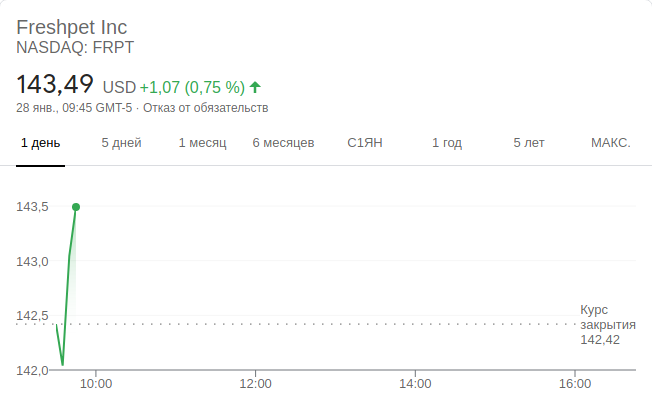 Freshpet Inc
NASDAQ: FRPT
143,49 USD +1,07 (0,75 %)
28 янв., 09:45 GMT-5 · Отказ от обязательств
1 день 5 дней 1 месяц 6 месяцев С1ЯН 1 год 5 лет МАКС.
143,5
143,0
142,5
Курс
закрытия
142,42
142,0
10:00 12:00 14:00 16:00